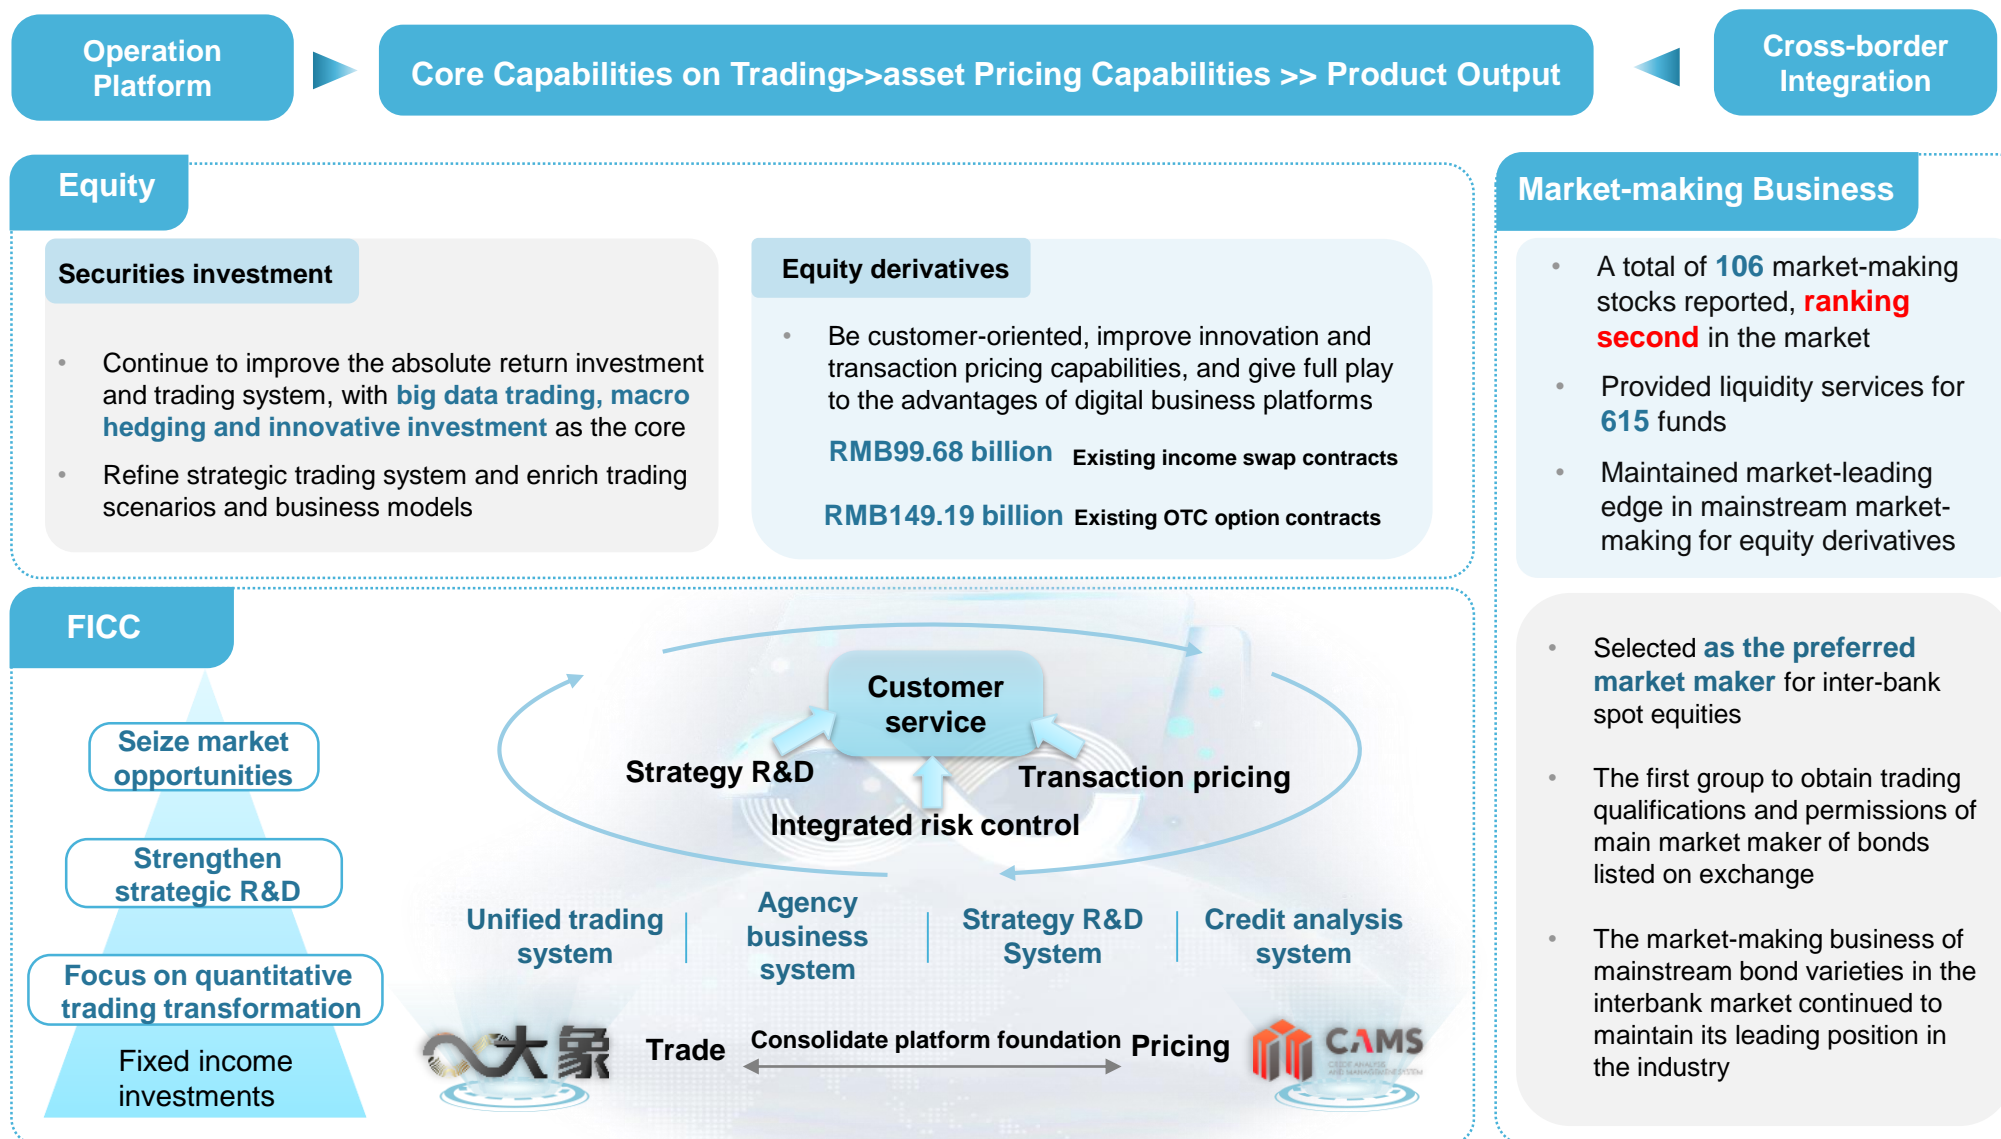 Operation
Platform
Core Capabilities on Trading>>asset Pricing Capabilities >> Product Output
Cross-border
Integration
Equity
Securities investment
• Continue to improve the absolute return investment
and trading system, with big data trading, macro
hedging and innovative investment as the core
• Refine strategic trading system and enrich trading
scenarios and business models
Equity derivatives
• Be customer-oriented, improve innovation and
transaction pricing capabilities, and give full play
to the advantages of digital business platforms
RMB99.68 billion Existing income swap contracts
RMB149.19 billion Existing OTC option contracts
Market-making Business
• A total of 106 market-making
stocks reported, ranking
second in the market
• Provided liquidity services for
615 funds
• Maintained market-leading
edge in mainstream market-
making for equity derivatives
• Selected as the preferred
market maker for inter-bank
spot equities
• The first group to obtain trading
qualifications and permissions of
main market maker of bonds
listed on exchange
• The market-making business of
mainstream bond varieties in the
interbank market continued to
maintain its leading position in
the industry
FICC
Seize market
opportunities
Strengthen
strategic R&D
Focus on quantitative
trading transformation
Fixed income
investments
Customer
service
Strategy R&D
Transaction pricing
Integrated risk control
Unified trading
system
Agency
business
system
Strategy R&D
System
Credit analysis
system
大象
Trade
Consolidate platform foundation
Pricing
CAMS
CREDIT ANALYSIS
AND MANAGEMENT SYSTEM